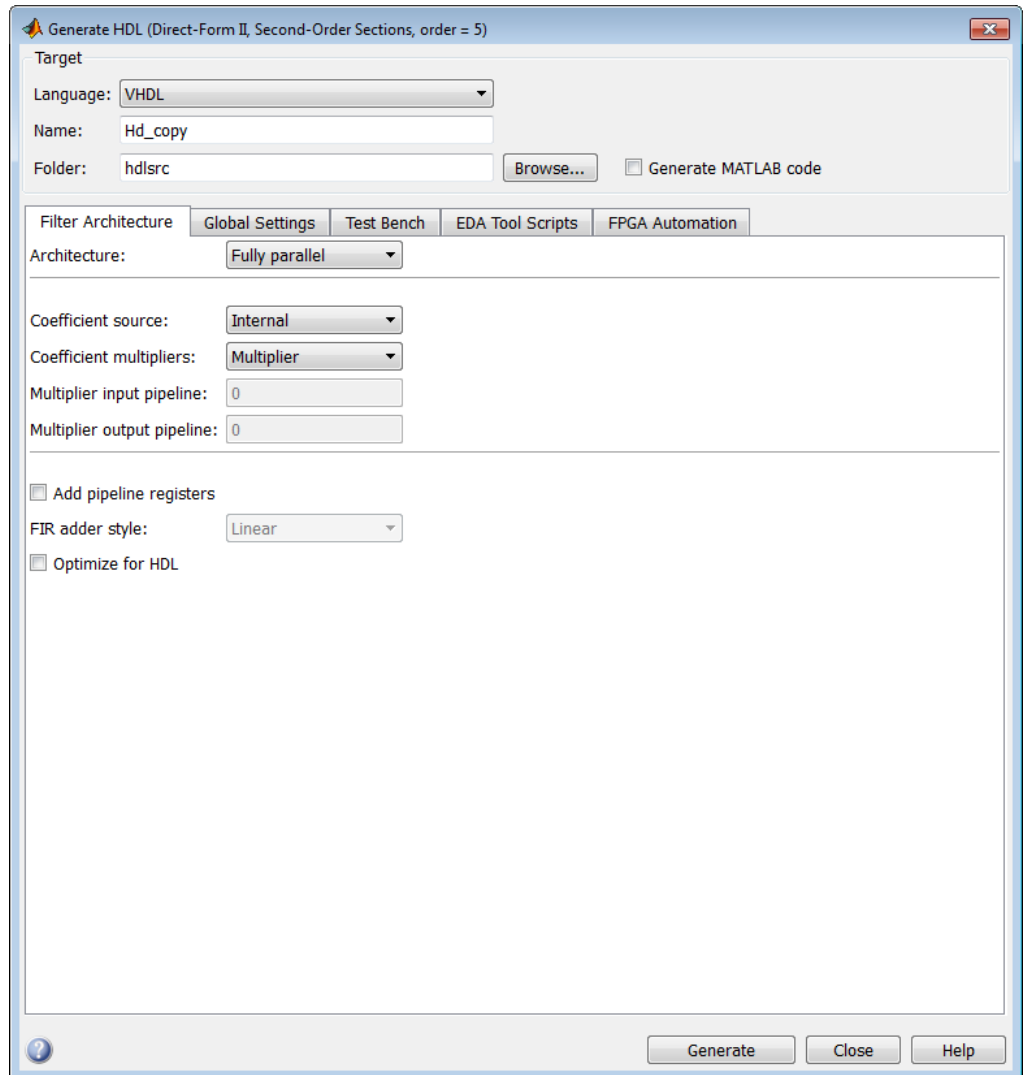 Generate HDL (Direct-Form II, Second-Order Sections, order = 5)
Target
Language: VHDL
Name: Hd_copy
Folder: hdlsrc Browse... Generate MATLAB code
Filter Architecture Global Settings Test Bench EDA Tool Scripts FPGA Automation
Architecture: Fully parallel
Coefficient source: Internal
Coefficient multipliers: Multiplier
Multiplier input pipeline: 0
Multiplier output pipeline: 0
Add pipeline registers
FIR adder style: Linear
Optimize for HDL
? Generate Close Help